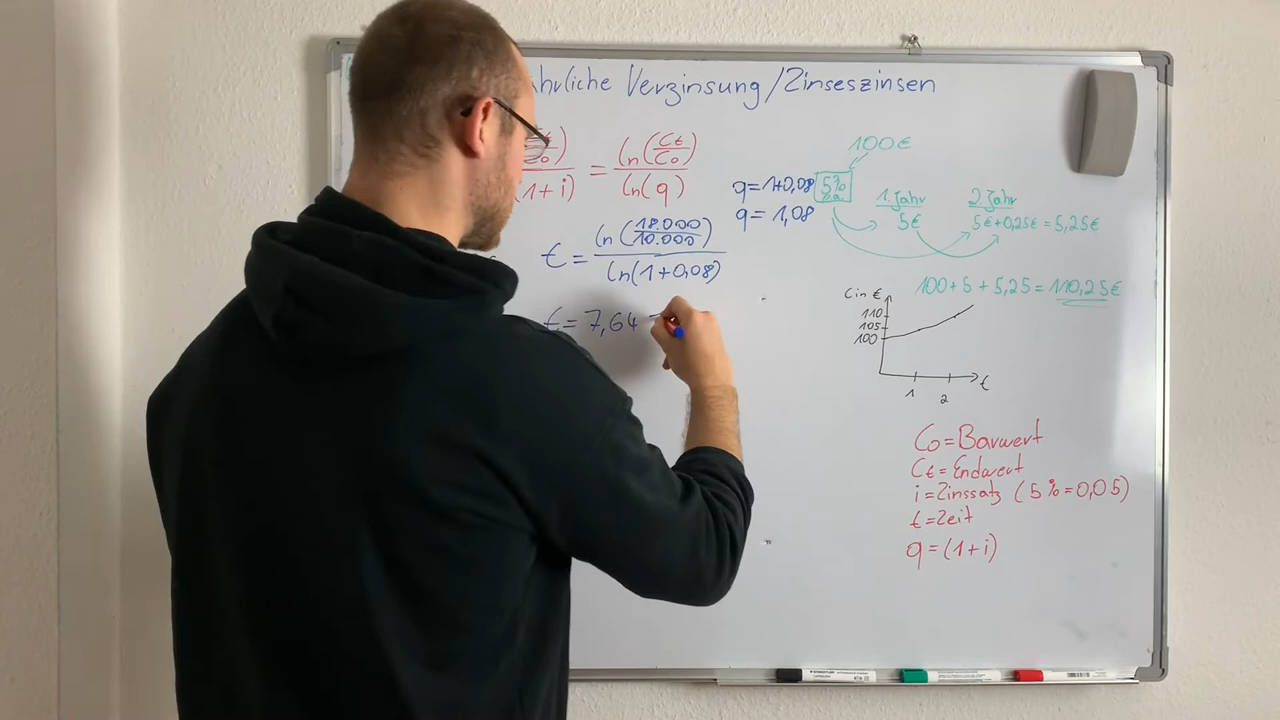 hrliche Verzinsung/Zinseszinsen
(1+i) = ln(Ct/C0) / ln(q)
q=1+0,08
q=1,08
t = ln(18.000/10.000) / ln(1+0,08)
t=7,64
100€
5%
p.a.
1. Jahr
5€
2. Jahr
5€+0,25€=5,25€
100+5+5,25=110,25€
C in €
110
105
100
1
2
t
C0=Barwert
Ct=Endwert
i=Zinssatz (5%=0,05)
t=Zeit
q=(1+i)
STAEDTLER